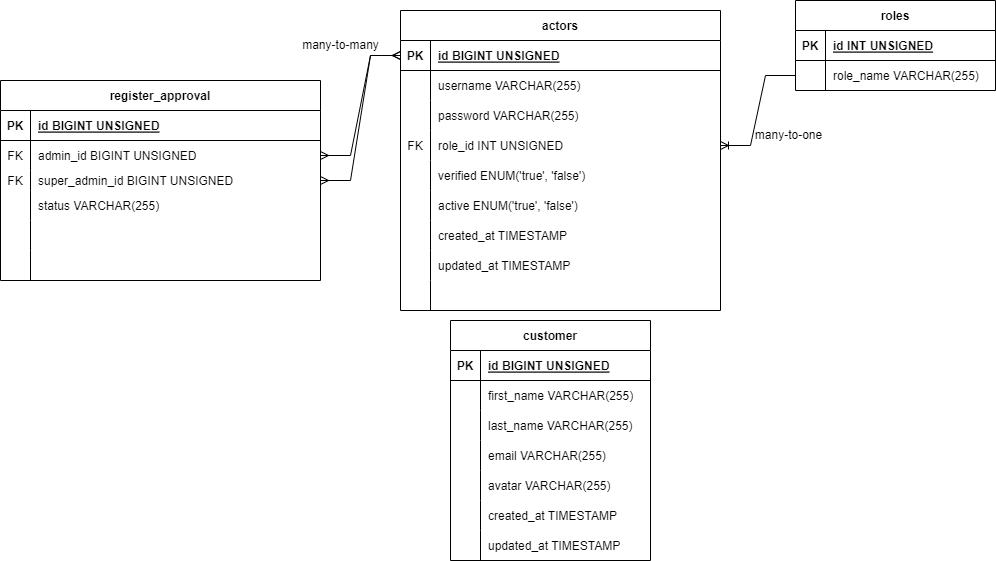 roles
PK id INT UNSIGNED
role_name VARCHAR(255)
actors
PK id BIGINT UNSIGNED
username VARCHAR(255)
password VARCHAR(255)
FK role_id INT UNSIGNED
verified ENUM('true', 'false')
active ENUM('true', 'false')
created_at TIMESTAMP
updated_at TIMESTAMP
many-to-many
many-to-one
register_approval
PK id BIGINT UNSIGNED
FK admin_id BIGINT UNSIGNED
FK super_admin_id BIGINT UNSIGNED
status VARCHAR(255)
customer
PK id BIGINT UNSIGNED
first_name VARCHAR(255)
last_name VARCHAR(255)
email VARCHAR(255)
avatar VARCHAR(255)
created_at TIMESTAMP
updated_at TIMESTAMP